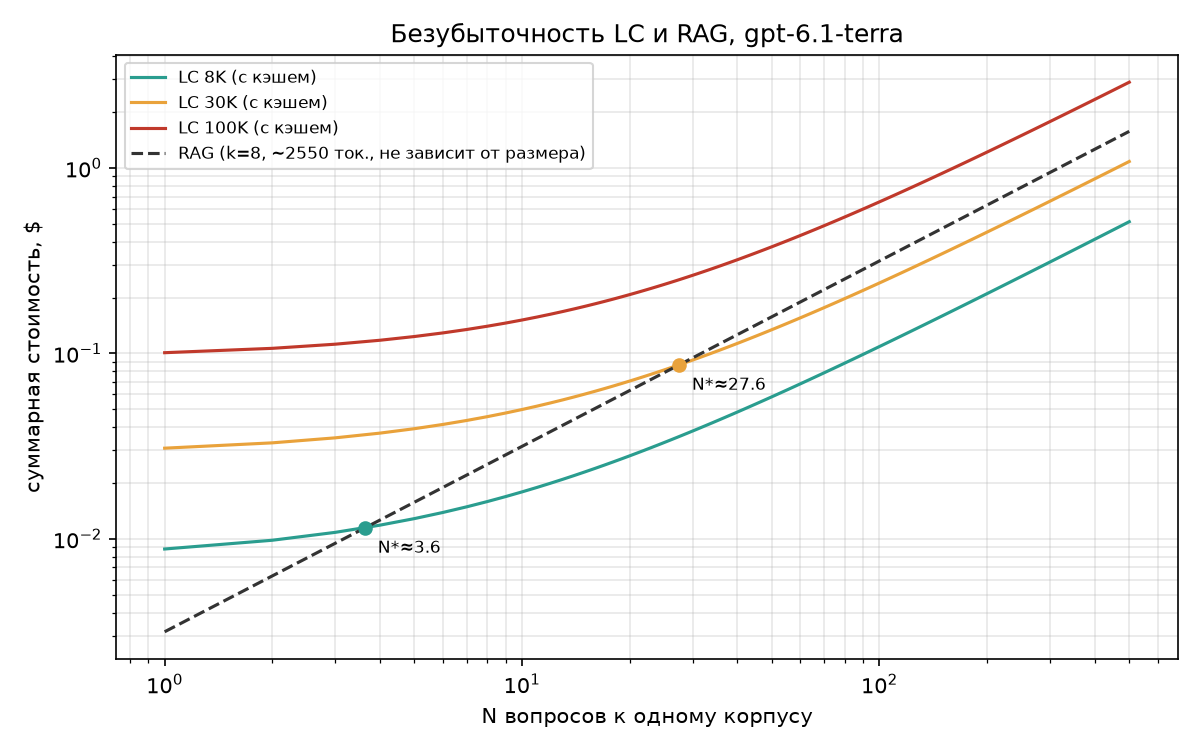 Безубыточность LC и RAG, gpt-6.1-terra
LC 8K (с кэшем)
LC 30K (с кэшем)
LC 100K (с кэшем)
RAG (k=8, ~2550 ток., не зависит от размера)
суммарная стоимость, $
10⁰
10⁻¹
10⁻²
N*≈27.6
N*≈3.6
10⁰
10¹
10²
N вопросов к одному корпусу